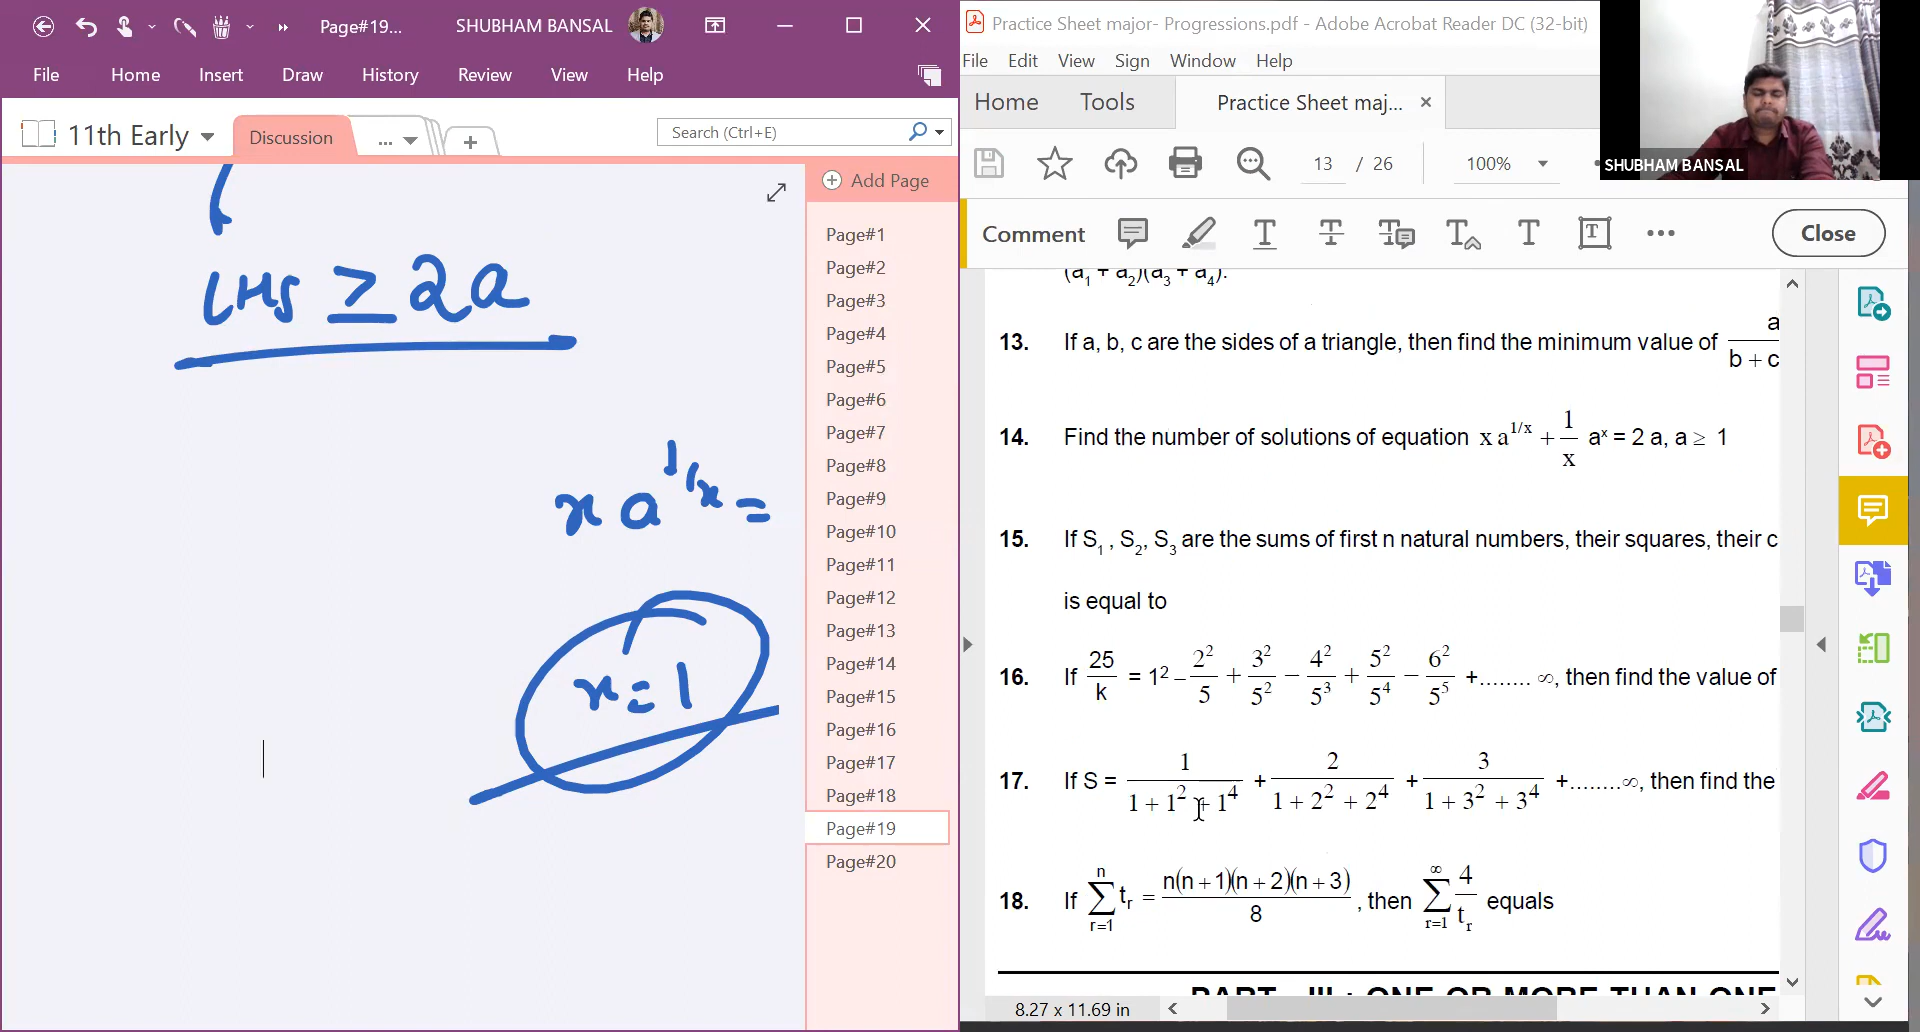 Page#19...
SHUBHAM BANSAL
File Home Insert Draw History Review View Help
11th Early
Discussion
...
Search (Ctrl+E)
Add Page
Page#1
Page#2
Page#3
Page#4
Page#5
Page#6
Page#7
Page#8
Page#9
Page#10
Page#11
Page#12
Page#13
Page#14
Page#15
Page#16
Page#17
Page#18
Page#19
Page#20
LHS ≥ 2a
x a^{1/x} =
x = 1
Practice Sheet major- Progressions.pdf - Adobe Acrobat Reader DC (32-bit)
File Edit View Sign Window Help
Home Tools Practice Sheet maj... ×
13 / 26 100%
SHUBHAM BANSAL
Comment Close
(a₁ + a₂)(a₃ + a₄).
13. If a, b, c are the sides of a triangle, then find the minimum value of a / b + c
14. Find the number of solutions of equation x a^{1/x} + 1/x a^x = 2 a, a ≥ 1
15. If S₁ , S₂, S₃ are the sums of first n natural numbers, their squares, their c
is equal to
16. If 25/k = 1² – 2²/5 + 3²/5² – 4²/5³ + 5²/5⁴ – 6²/5⁵ +........ ∞, then find the value of
17. If S = 1/(1 + 1² + 1⁴) + 2/(1 + 2² + 2⁴) + 3/(1 + 3² + 3⁴) +........∞, then find the
18. If ∑_{r=1}^{n} t_r = n(n+1)(n+2)(n+3)/8 , then ∑_{r=1}^{∞} 4/t_r equals
8.27 x 11.69 in